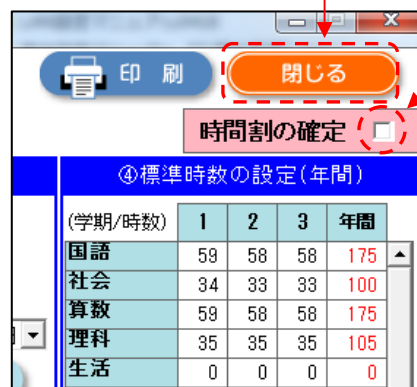 印 刷
閉じる
時間割の確定
④標準時数の設定(年間)
(学期/時数) 1 2 3 年間
国語 59 58 58 175
社会 34 33 33 100
算数 59 58 58 175
理科 35 35 35 105
生活 0 0 0 0